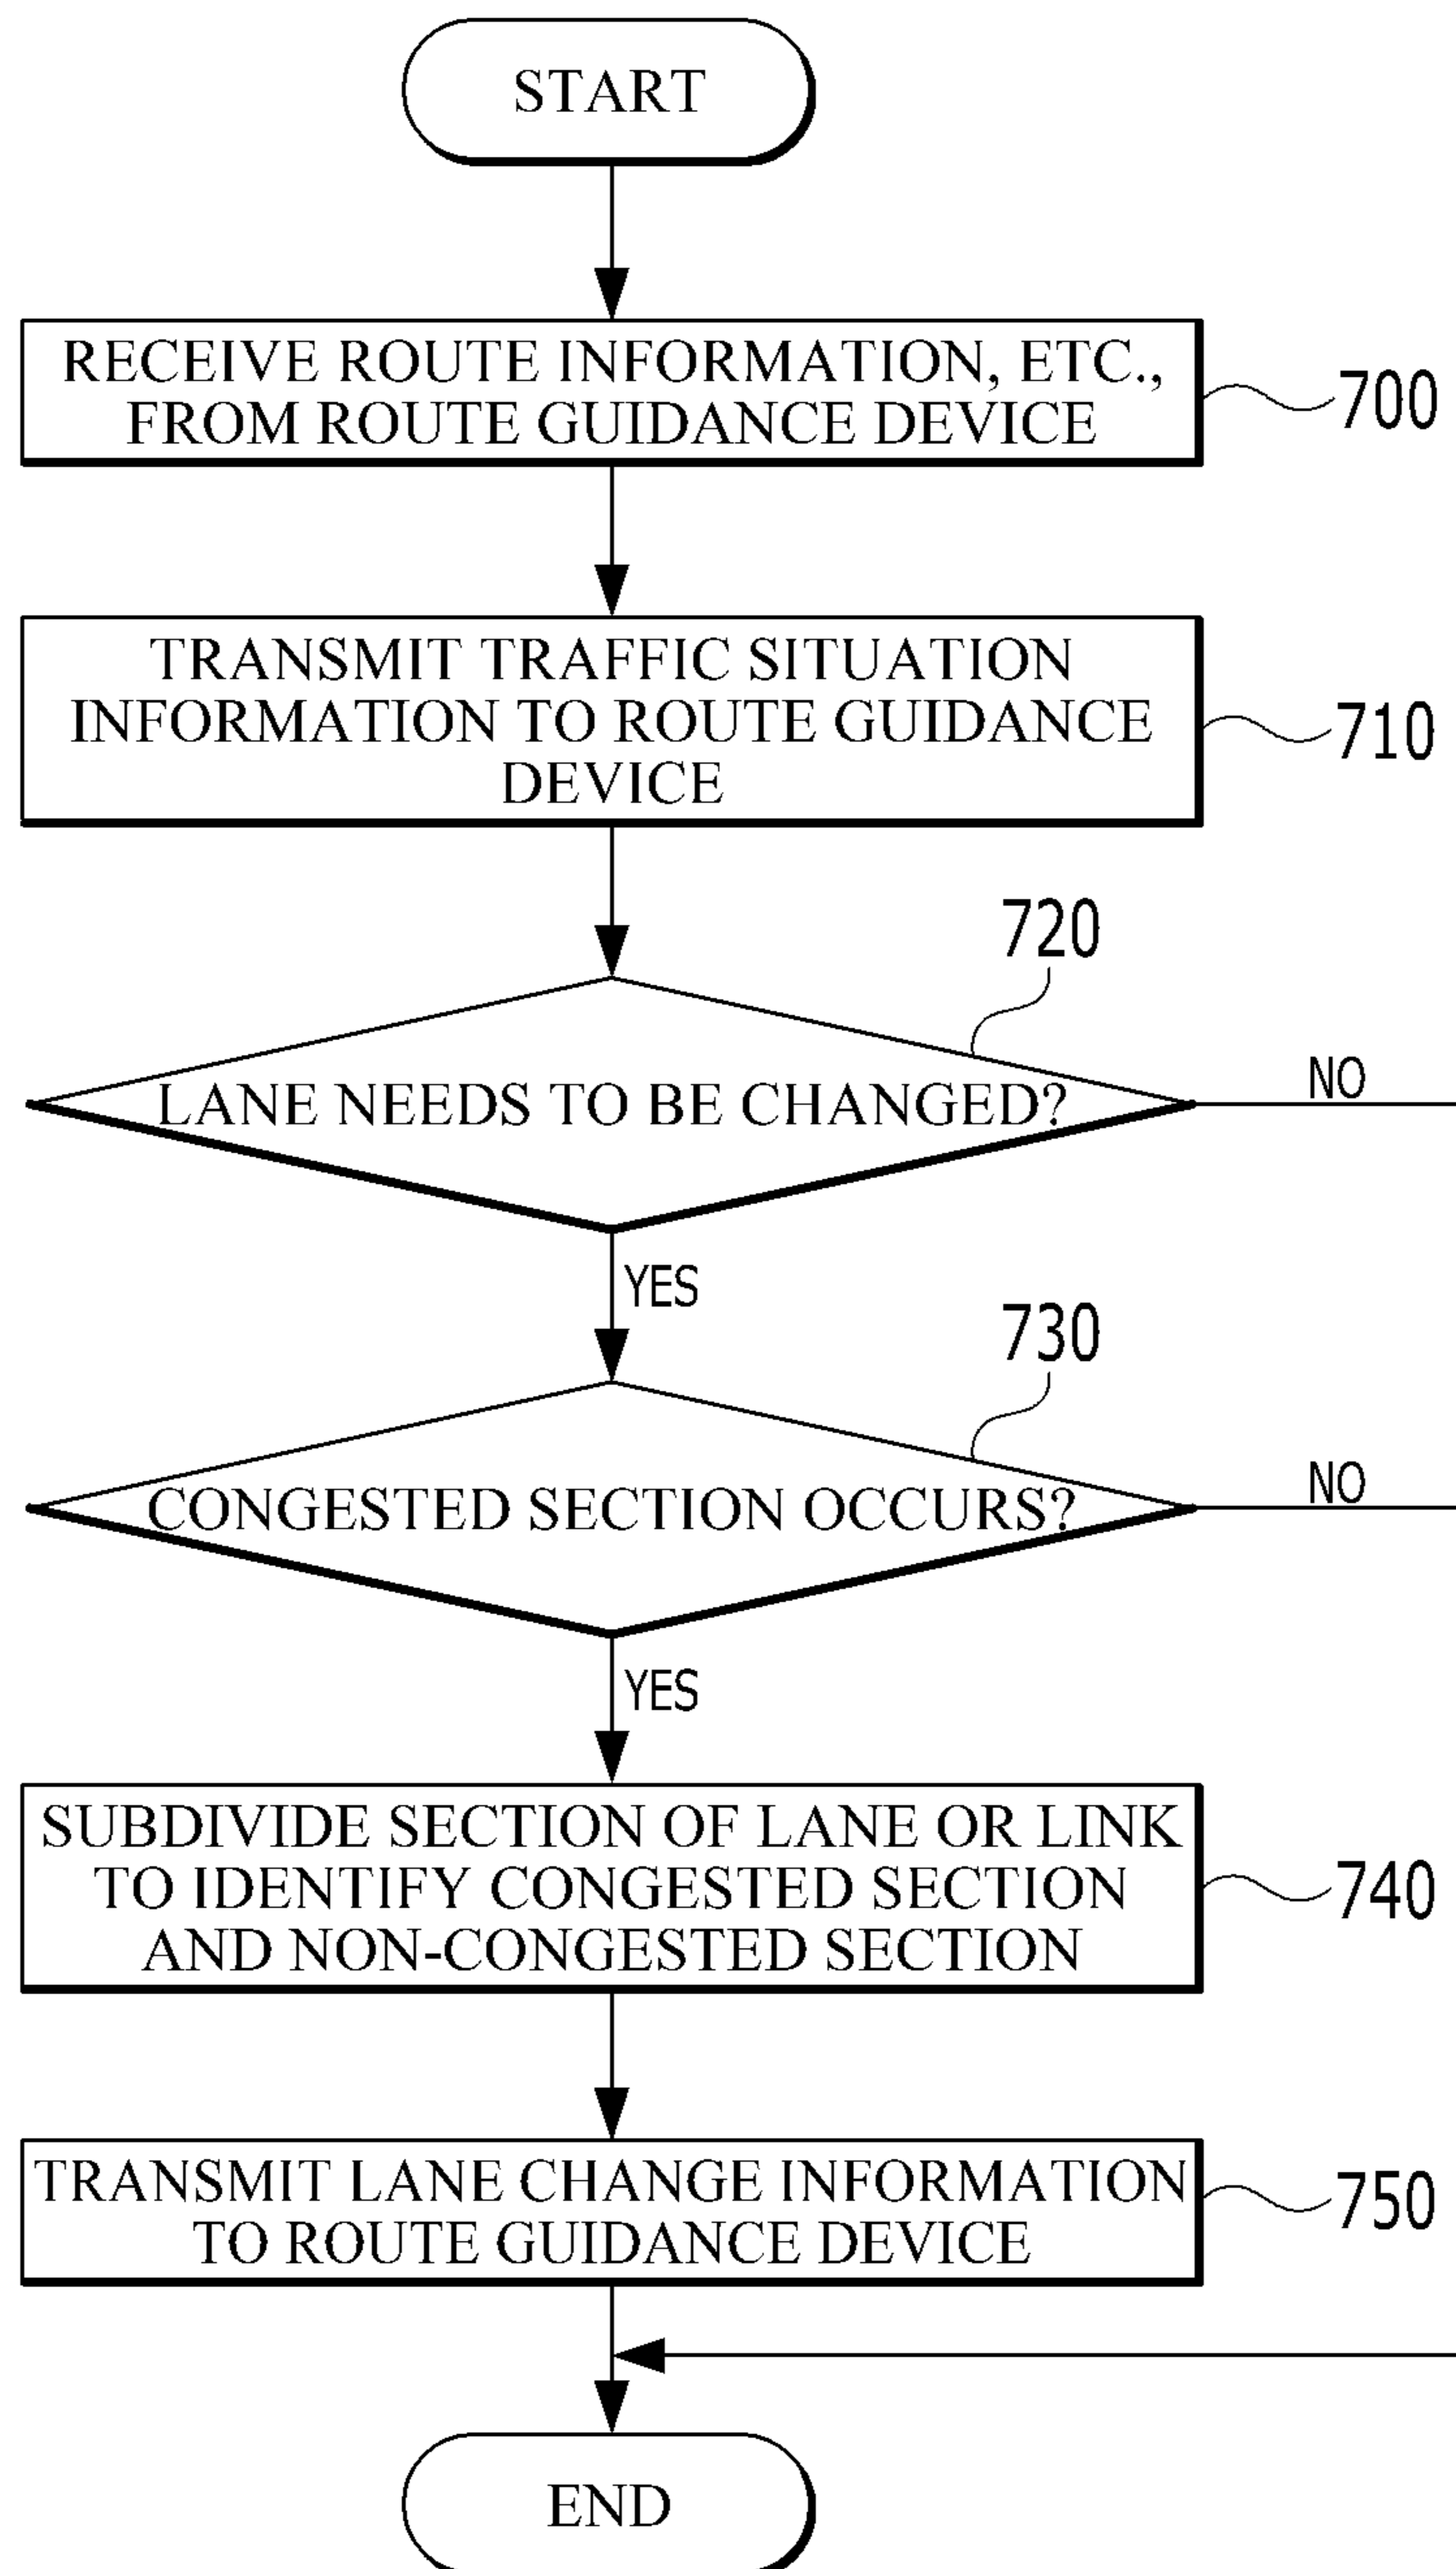 START
RECEIVE ROUTE INFORMATION, ETC.,
FROM ROUTE GUIDANCE DEVICE
700
TRANSMIT TRAFFIC SITUATION
INFORMATION TO ROUTE GUIDANCE
DEVICE
710
720
LANE NEEDS TO BE CHANGED?
NO
YES
730
CONGESTED SECTION OCCURS?
NO
YES
SUBDIVIDE SECTION OF LANE OR LINK
TO IDENTIFY CONGESTED SECTION
AND NON-CONGESTED SECTION
740
TRANSMIT LANE CHANGE INFORMATION
TO ROUTE GUIDANCE DEVICE
750
END